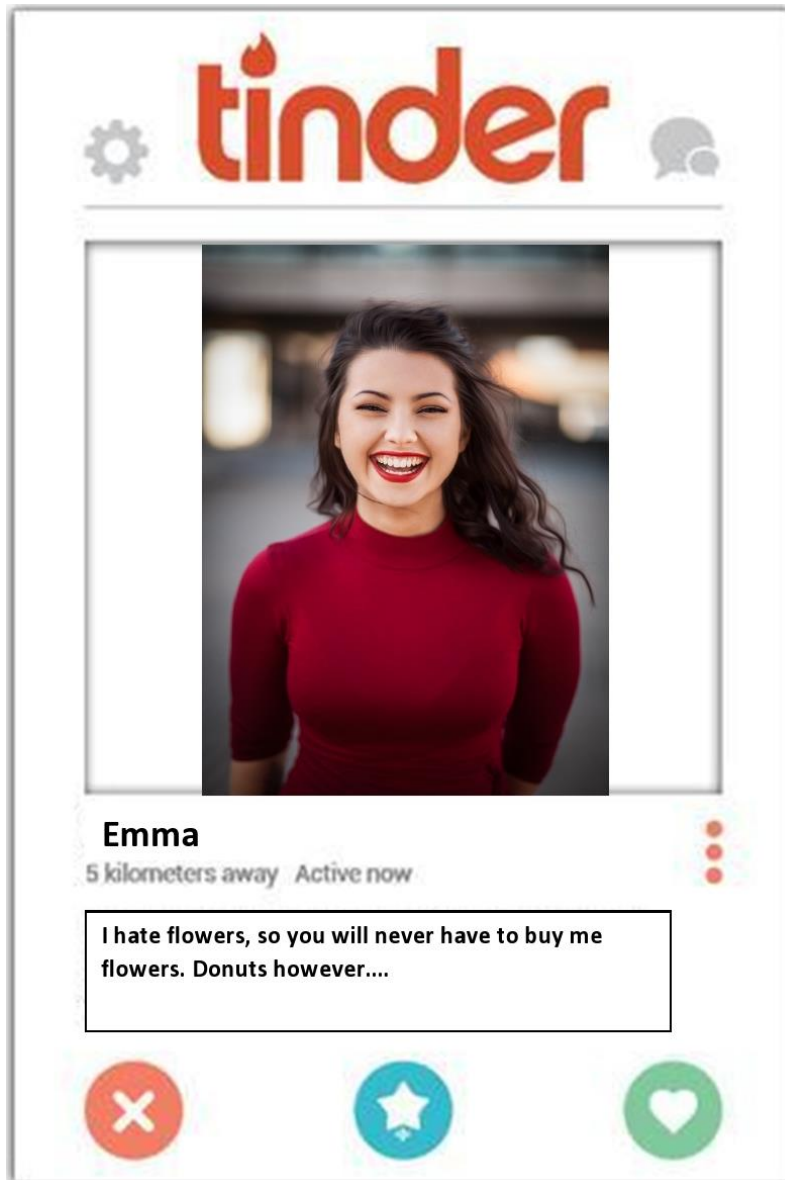 tinder
Emma
5 kilometers away Active now
I hate flowers, so you will never have to buy me
flowers. Donuts however....